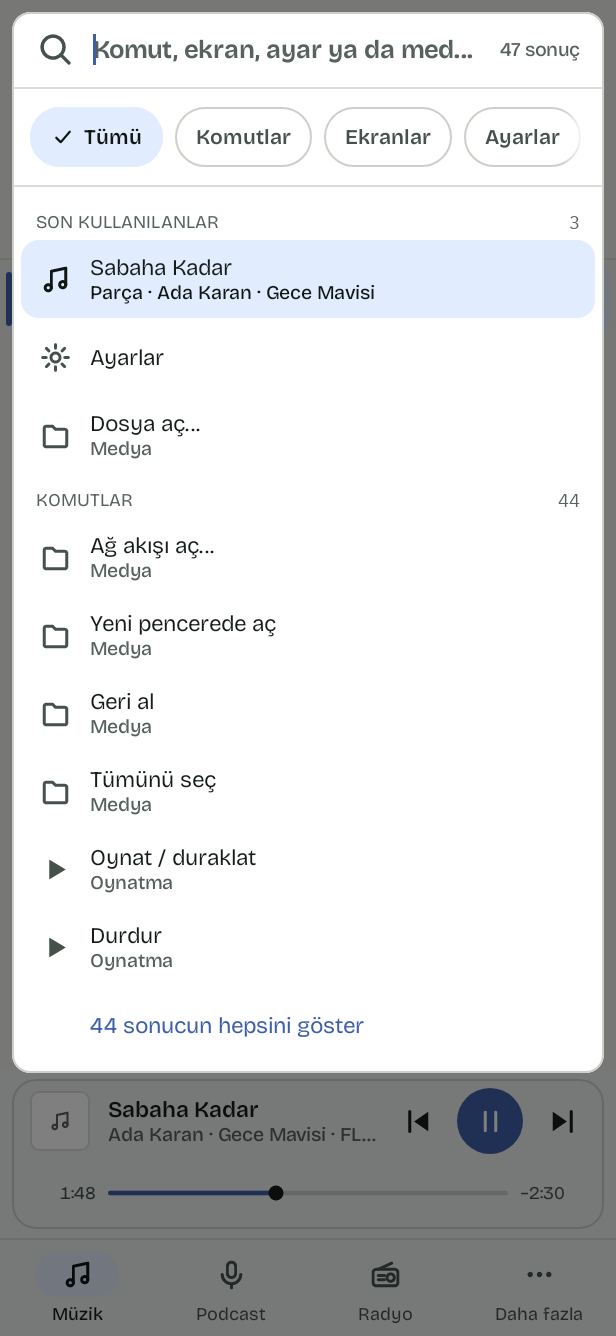 Komut, ekran, ayar ya da med...
47 sonuç
Tümü
Komutlar
Ekranlar
Ayarlar
SON KULLANILANLAR
3
Sabaha Kadar
Parça · Ada Karan · Gece Mavisi
Ayarlar
Dosya aç...
Medya
KOMUTLAR
44
Ağ akışı aç...
Medya
Yeni pencerede aç
Medya
Geri al
Medya
Tümünü seç
Medya
Oynat / duraklat
Oynatma
Durdur
Oynatma
44 sonucun hepsini göster
Sabaha Kadar
Ada Karan · Gece Mavisi · FL...
1:48
-2:30
Müzik
Podcast
Radyo
Daha fazla